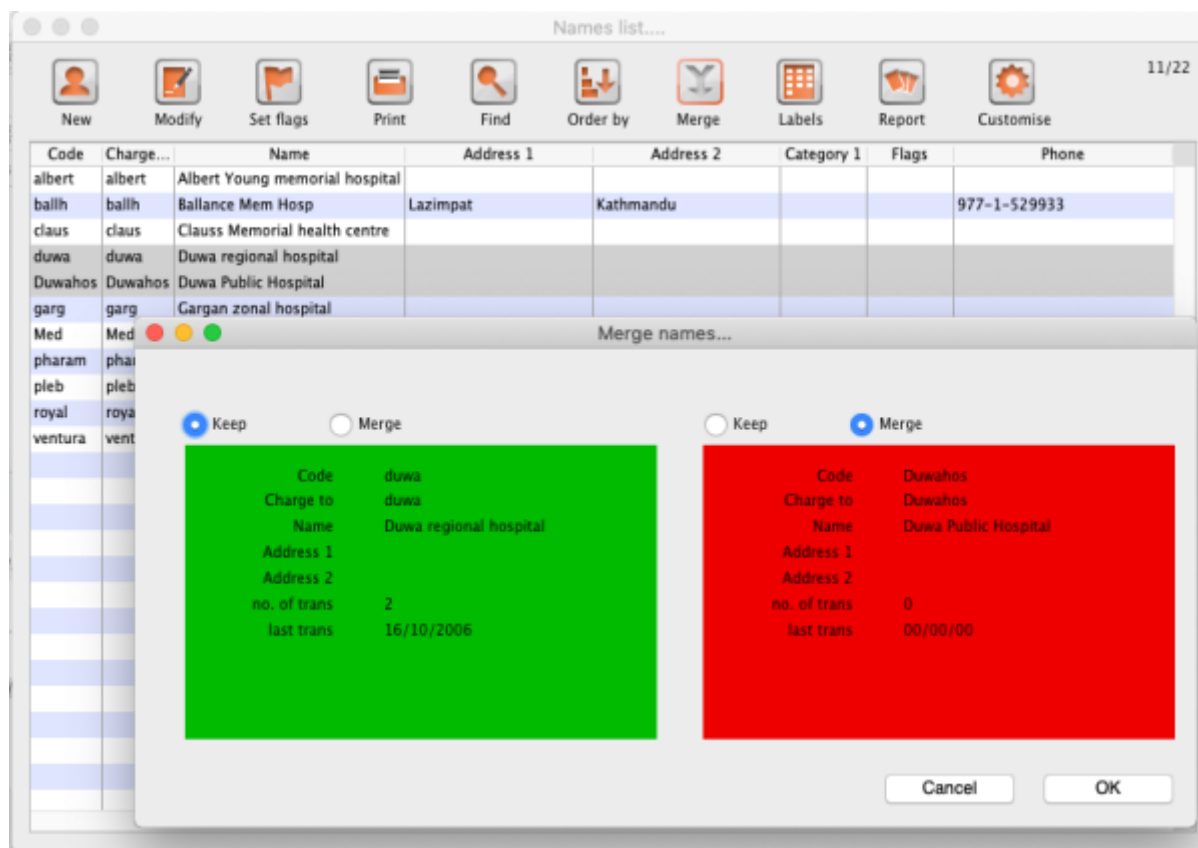 Names list....
New Modify Set flags Print Find Order by Merge Labels Report Customise 11/22
Code Charge... Name Address 1 Address 2 Category 1 Flags Phone
albert albert Albert Young memorial hospital
ballh ballh Ballance Mem Hosp Lazimpat Kathmandu 977-1-529933
claus claus Clauss Memorial health centre
duwa duwa Duwa regional hospital
Duwahos Duwahos Duwa Public Hospital
garg garg Gargan zonal hospital
Med Med
pharam phar
pleb pleb
royal roya
ventura vent
Merge names...
Keep Merge
Code duwa
Charge to duwa
Name Duwa regional hospital
Address 1
Address 2
no. of trans 2
last trans 16/10/2006
Keep Merge
Code Duwahos
Charge to Duwahos
Name Duwa Public Hospital
Address 1
Address 2
no. of trans 0
last trans 00/00/00
Cancel OK